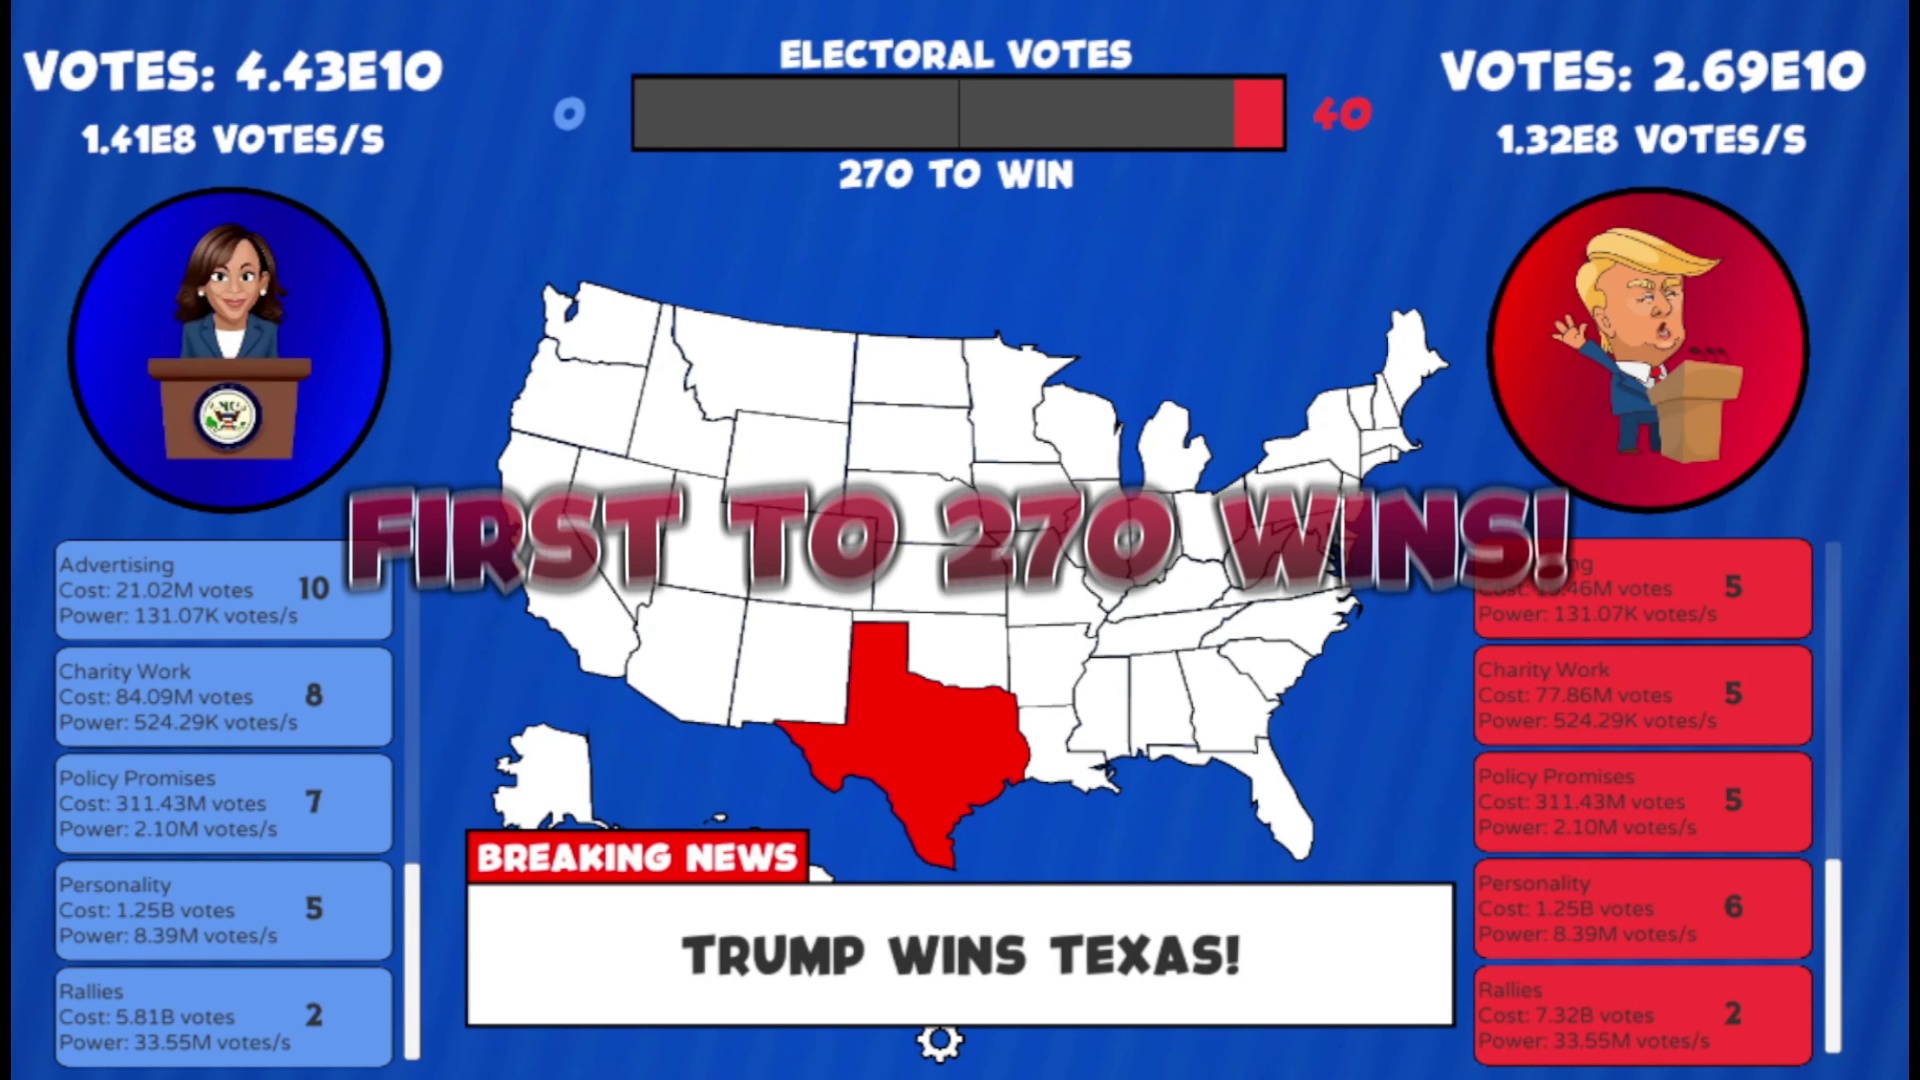 VOTES: 4.43E10
1.41E8 VOTES/S
ELECTORAL VOTES
0
40
270 TO WIN
VOTES: 2.69E10
1.32E8 VOTES/S
FIRST TO 270 WINS!
Advertising
Cost: 21.02M votes
Power: 131.07K votes/s
10
Charity Work
Cost: 84.09M votes
Power: 524.29K votes/s
8
Policy Promises
Cost: 311.43M votes
Power: 2.10M votes/s
7
Personality
Cost: 1.25B votes
Power: 8.39M votes/s
5
Rallies
Cost: 5.81B votes
Power: 33.55M votes/s
2
votes
Power: 131.07K votes/s
5
Charity Work
Cost: 77.86M votes
Power: 524.29K votes/s
5
Policy Promises
Cost: 311.43M votes
Power: 2.10M votes/s
5
Personality
Cost: 1.25B votes
Power: 8.39M votes/s
6
Rallies
Cost: 7.32B votes
Power: 33.55M votes/s
2
BREAKING NEWS
TRUMP WINS TEXAS!